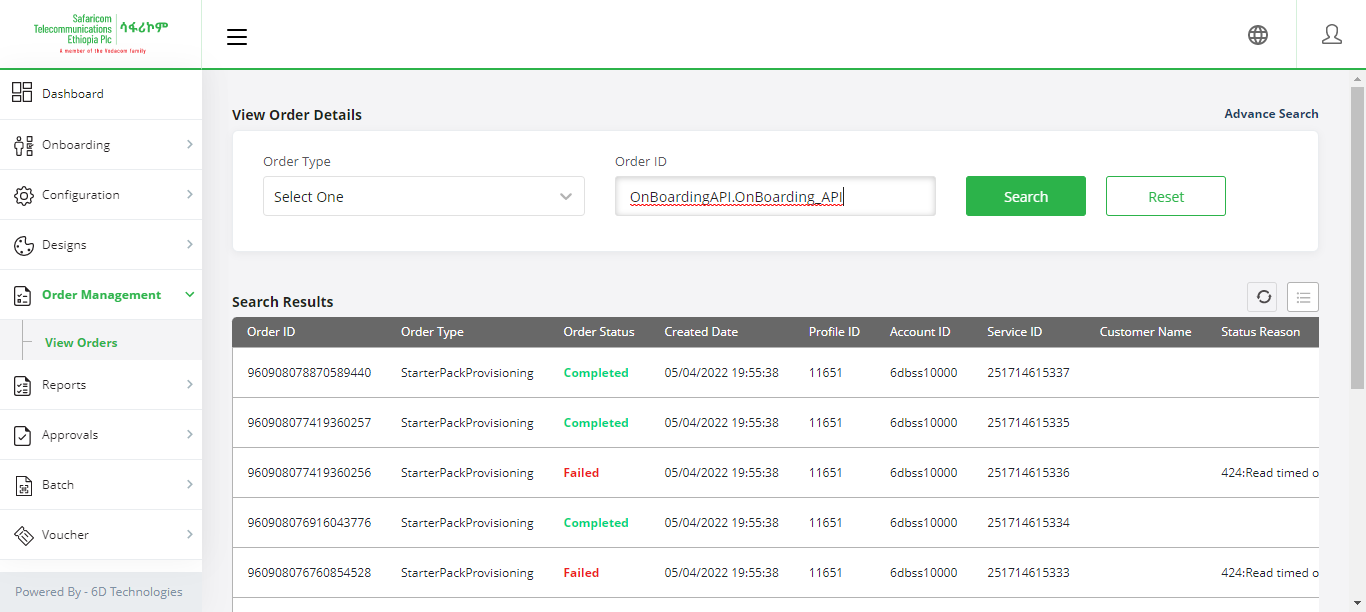 Safaricom
Telecommunications
Ethiopia Plc
ሳፋሪኮም
A member of the Vodacom family
Dashboard
Onboarding
Configuration
Designs
Order Management
View Orders
Reports
Approvals
Batch
Voucher
Powered By - 6D Technologies
View Order Details
Advance Search
Order Type
Order ID
Select One
OnBoardingAPI.OnBoarding_API
Search
Reset
Search Results
Order ID Order Type Order Status Created Date Profile ID Account ID Service ID Customer Name Status Reason
960908078870589440 StarterPackProvisioning Completed 05/04/2022 19:55:38 11651 6dbss10000 251714615337
960908077419360257 StarterPackProvisioning Completed 05/04/2022 19:55:38 11651 6dbss10000 251714615335
960908077419360256 StarterPackProvisioning Failed 05/04/2022 19:55:38 11651 6dbss10000 251714615336 424:Read timed o
960908076916043776 StarterPackProvisioning Completed 05/04/2022 19:55:38 11651 6dbss10000 251714615334
960908076760854528 StarterPackProvisioning Failed 05/04/2022 19:55:38 11651 6dbss10000 251714615333 424:Read timed o